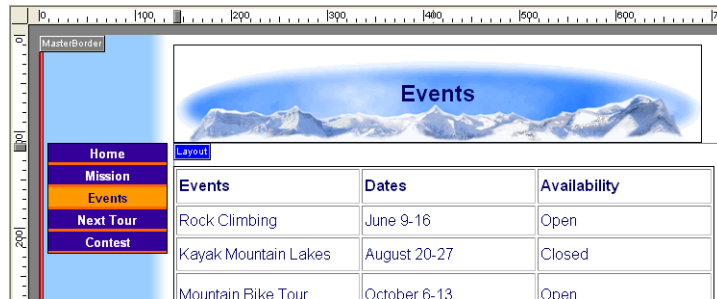 0 100 200 300 400 500 600 7
0
MasterBorder
Events
100
Home
Layout
Mission
Events
Next Tour
Contest
200
Events Dates Availability
Rock Climbing June 9-16 Open
Kayak Mountain Lakes August 20-27 Closed
Mountain Bike Tour October 6-13 Open